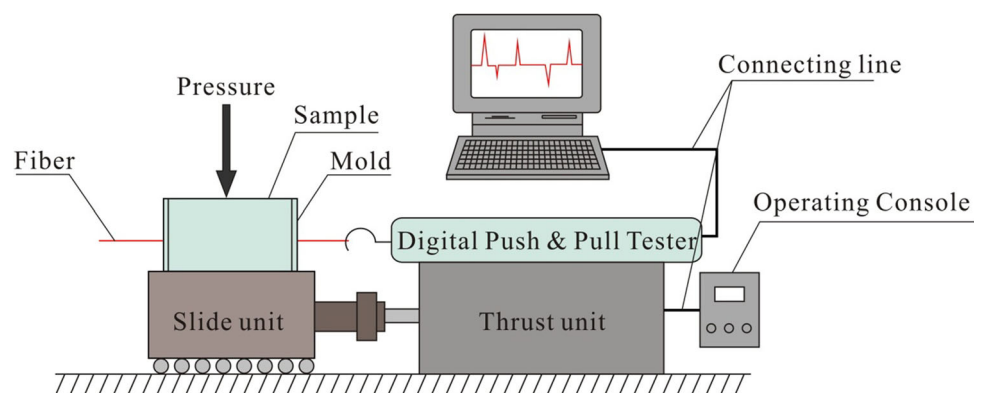 Connecting line
Pressure
Sample
Fiber
Mold
Operating Console
Digital Push & Pull Tester
Slide unit
Thrust unit